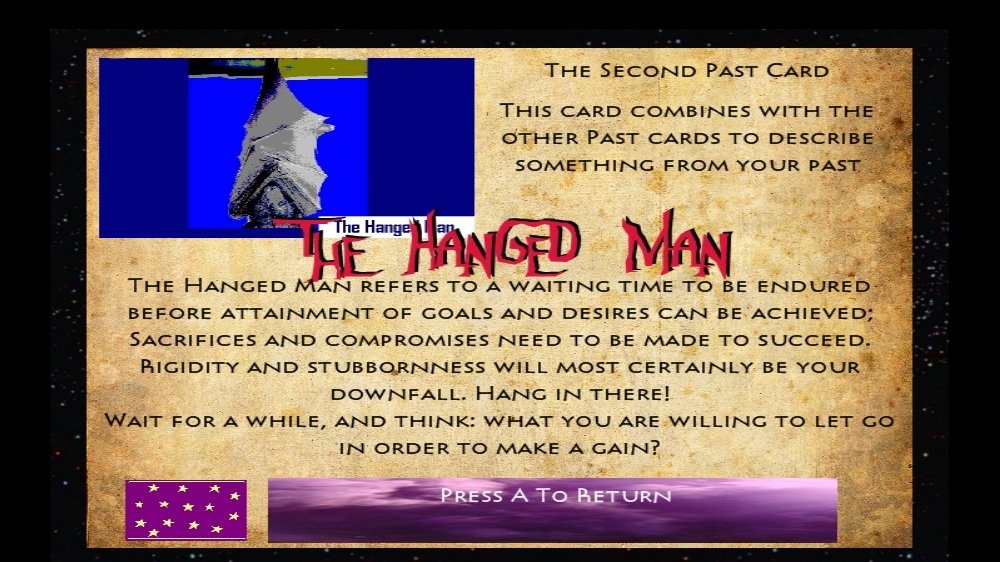 The Second Past Card
This card combines with the
other Past cards to describe
something from your past
The Hanged Man
The Hanged Man
The Hanged Man refers to a waiting time to be endured
before attainment of goals and desires can be achieved;
Sacrifices and compromises need to be made to succeed.
Rigidity and stubbornness will most certainly be your
downfall. Hang in there!
Wait for a while, and think: what you are willing to let go
in order to make a gain?
Press A To Return